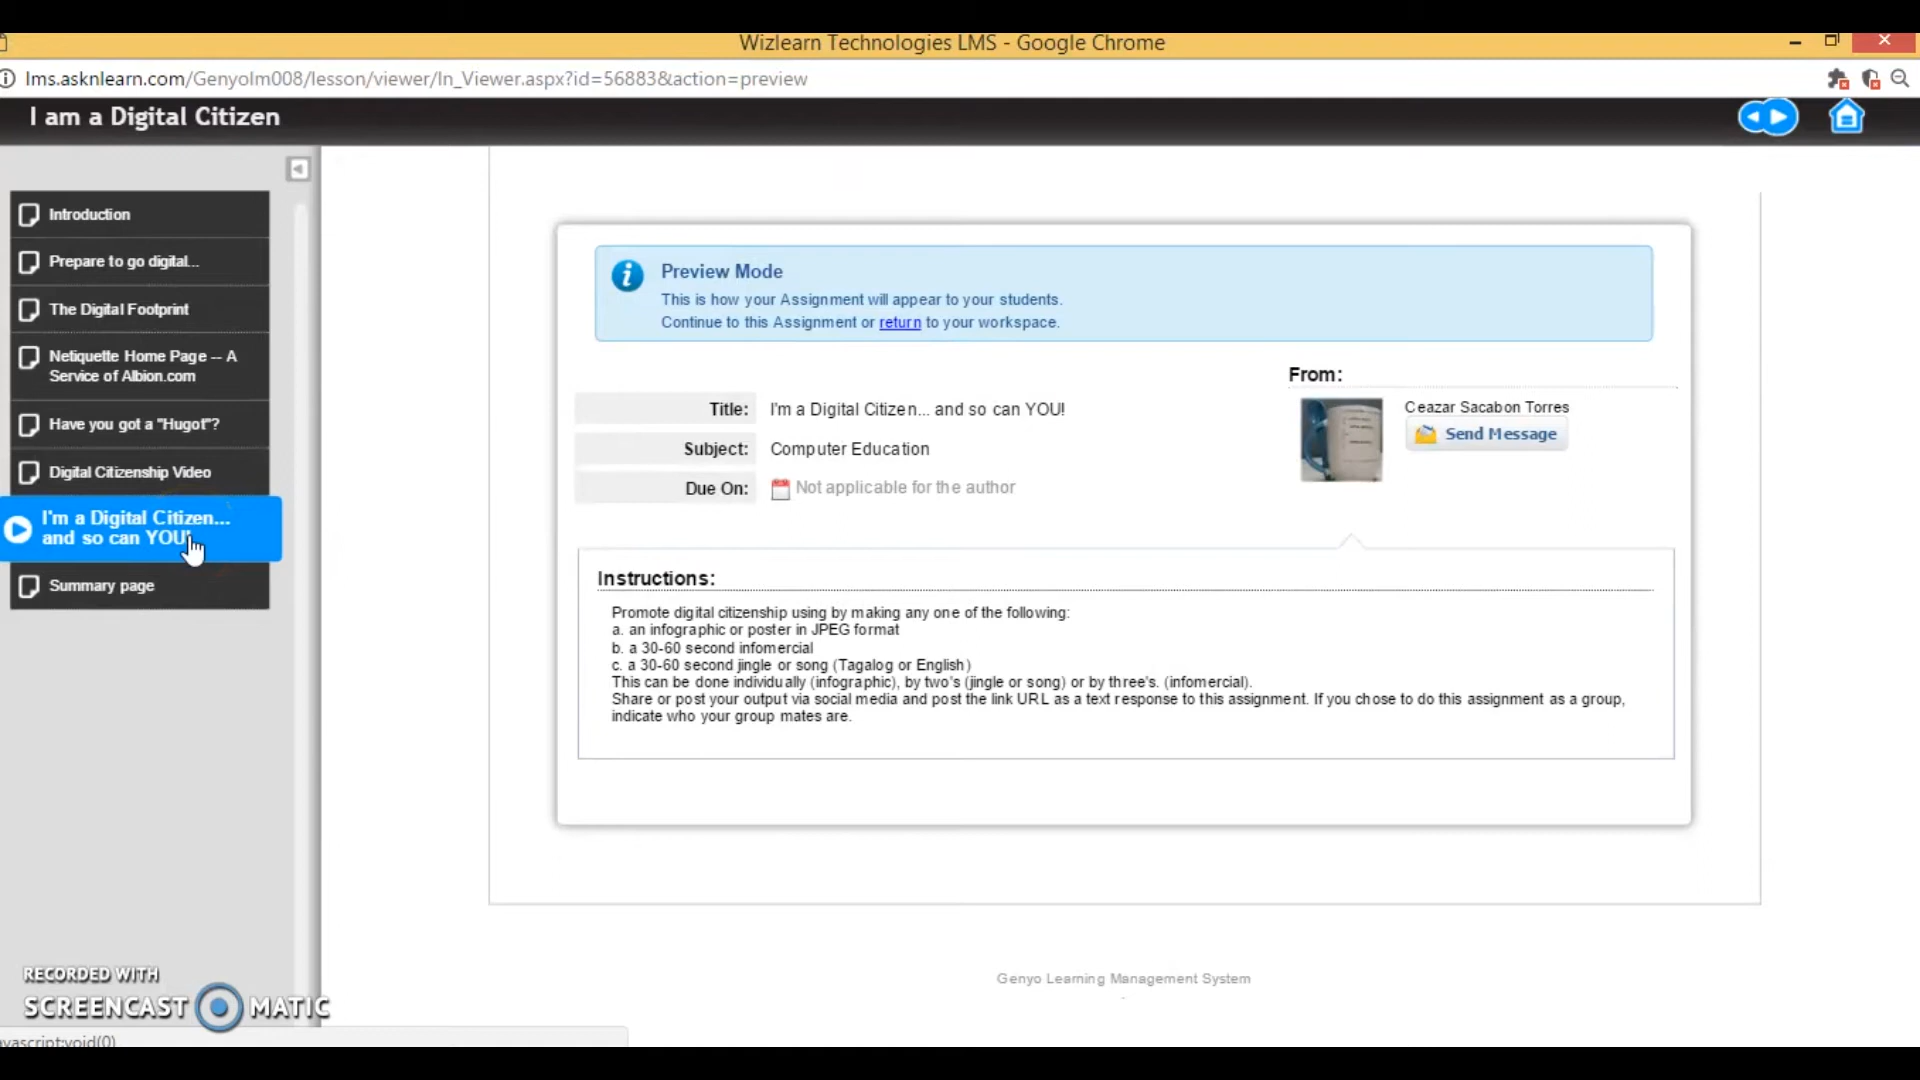 Wizlearn Technologies LMS - Google Chrome
lms.asknlearn.com/Genyolm008/lesson/viewer/ln_Viewer.aspx?id=56883&action=preview
I am a Digital Citizen
Introduction
Prepare to go digital...
The Digital Footprint
Netiquette Home Page -- A
Service of Albion.com
Have you got a "Hugot"?
Digital Citizenship Video
I'm a Digital Citizen...
and so can YOU!
Summary page
Preview Mode
This is how your Assignment will appear to your students.
Continue to this Assignment or return to your workspace.
From:
Title: I'm a Digital Citizen... and so can YOU!
Ceazar Sacabon Torres
Send Message
Subject: Computer Education
Due On: Not applicable for the author
Instructions:
Promote digital citizenship using by making any one of the following:
a. an infographic or poster in JPEG format
b. a 30-60 second infomercial
c. a 30-60 second jingle or song (Tagalog or English)
This can be done individually (infographic), by two's (jingle or song) or by three's. (infomercial).
Share or post your output via social media and post the link URL as a text response to this assignment. If you chose to do this assignment as a group,
indicate who your group mates are.
Genyo Learning Management System
RECORDED WITH
SCREENCAST MATIC
avascript:void(0)